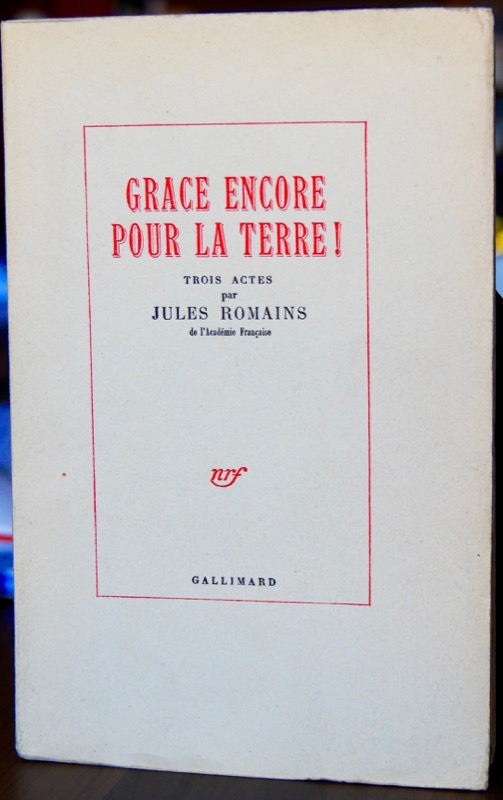 GRACE ENCORE
POUR LA TERRE!
TROIS ACTES
par
JULES ROMAINS
de l'Académie Française
nrf
GALLIMARD